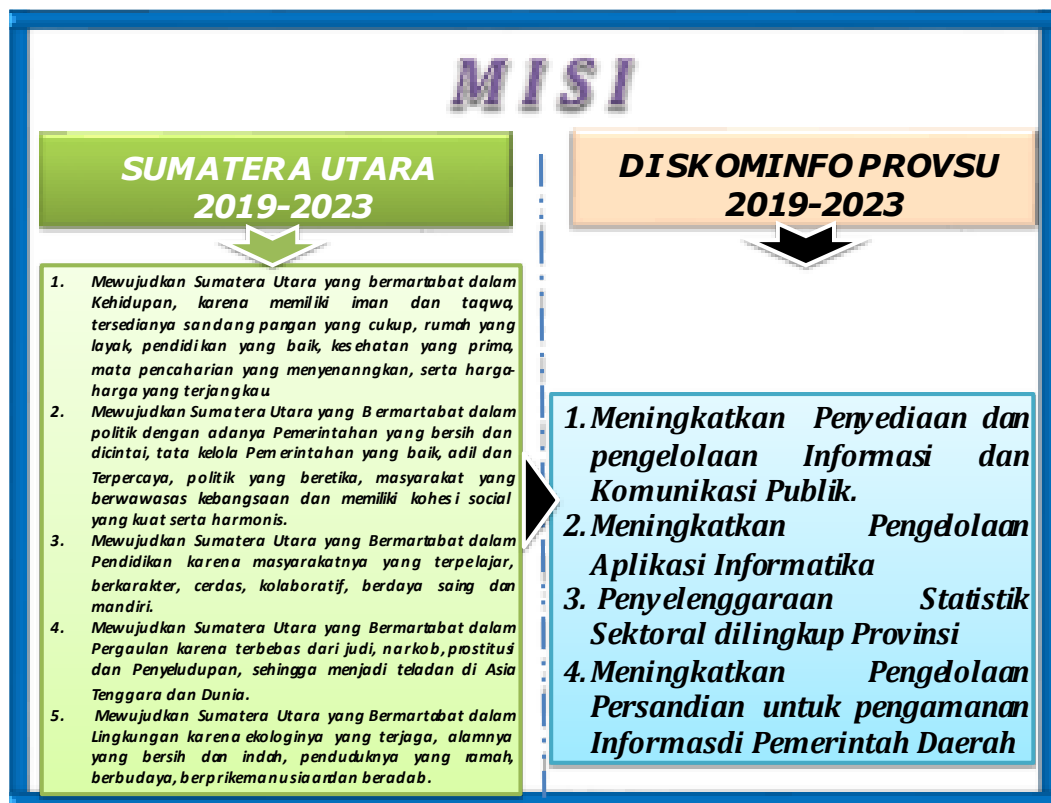 MISI
SUMATERA UTARA
2019-2023
1. Mewujudkan Sumatera Utara yang bermartabat dalam
Kehidupan, karena memiliki iman dan taqwa,
tersedianya sandang pangan yang cukup, rumah yang
layak, pendidikan yang baik, kesehatan yang prima,
mata pencaharian yang menyenanngkan, serta harga-
harga yang terjangkau.
2. Mewujudkan Sumatera Utara yang Bermartabat dalam
politik dengan adanya Pemerintahan yang bersih dan
dicintai, tata kelola Pemerintahan yang baik, adil dan
Terpercaya, politik yang beretika, masyarakat yang
berwawasas kebangsaan dan memiliki kohesi social
yang kuat serta harmonis.
3. Mewujudkan Sumatera Utara yang Bermartabat dalam
Pendidikan karena masyarakatnya yang terpelajar,
berkarakter, cerdas, kolaboratif, berdaya saing dan
mandiri.
4. Mewujudkan Sumatera Utara yang Bermartabat dalam
Pergaulan karena terbebas dari judi, narkob, prostitusi
dan Penyeludupan, sehingga menjadi teladan di Asia
Tenggara dan Dunia.
5. Mewujudkan Sumatera Utara yang Bermartabat dalam
Lingkungan karena ekologinya yang terjaga, alamnya
yang bersih dan indah, penduduknya yang ramah,
berbudaya, berprikemanusiaan dan beradab.
DISKOMINFO PROVSU
2019-2023
1. Meningkatkan Penyediaan dan
pengelolaan Informasi dan
Komunikasi Publik.
2. Meningkatkan Pengelolaan
Aplikasi Informatika
3. Penyelenggaraan Statistik
Sektoral dilingkup Provinsi
4. Meningkatkan Pengelolaan
Persandian untuk pengamanan
Informasdi Pemerintah Daerah